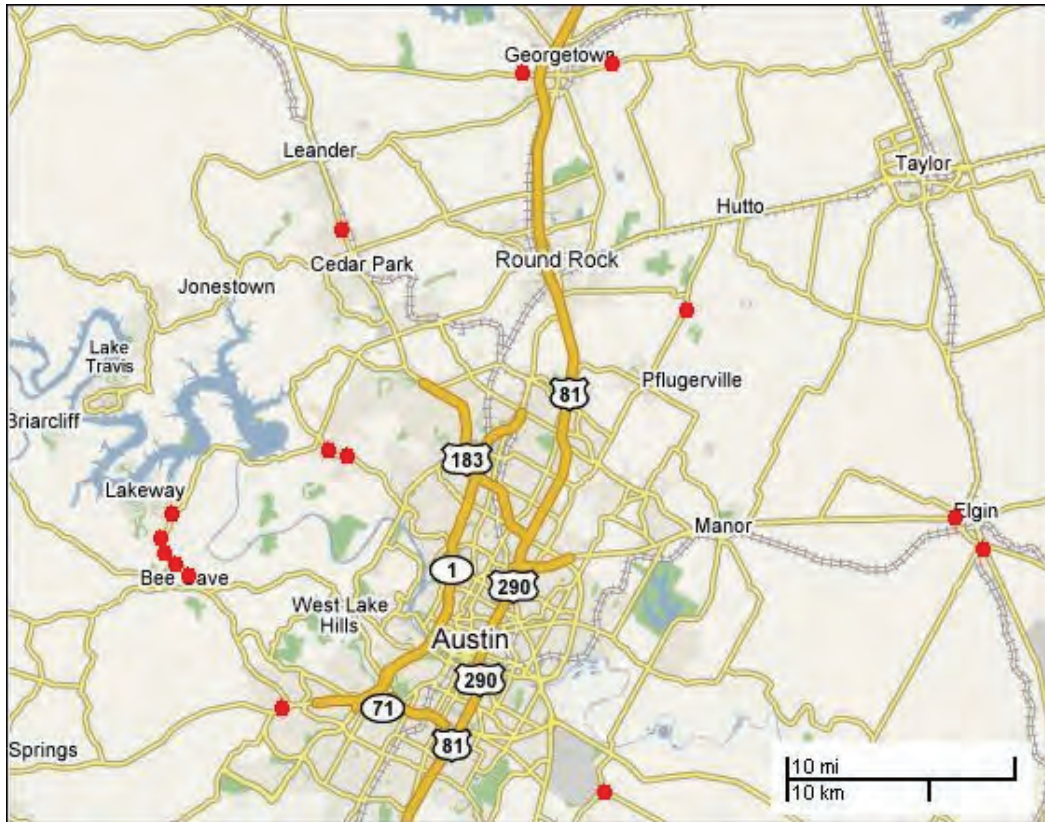 Georgetown
Leander
Taylor
Hutto
Cedar Park
Round Rock
Jonestown
Lake
Travis
Pflugerville
81
Briarcliff
183
Lakeway
Elgin
Manor
1
Bee Cave
290
West Lake
Hills
Austin
290
71
81
Springs
10 mi
10 km